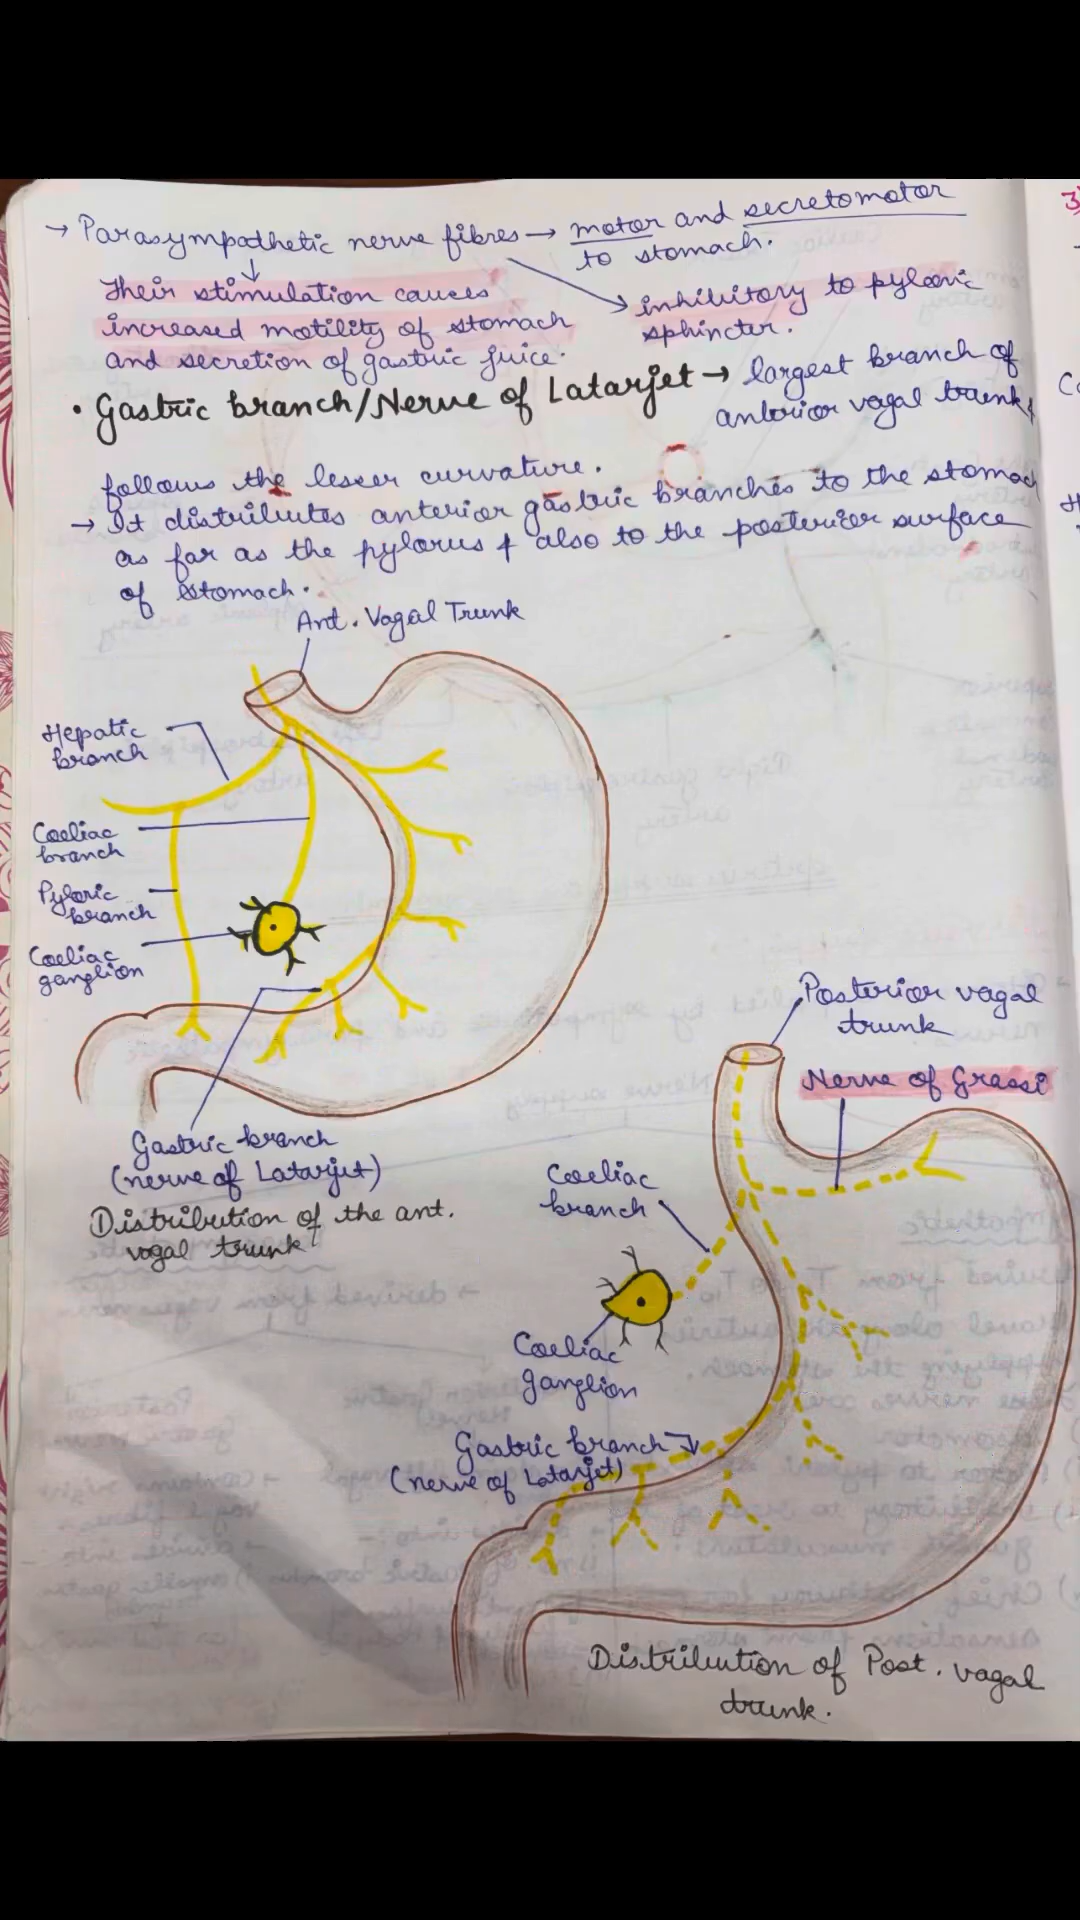 → Parasympathetic nerve fibres → motor and secretomotor
to stomach.
Their stimulation causes
increased motility of stomach
and secretion of gastric juice.
→ inhibitory to pyloric
sphincter.
• Gastric branch/Nerve of Latarjet → largest branch of
anterior vagal trunk,
follows the lesser curvature.
→ It distributes anterior gastric branches to the stomach
as far as the pylorus & also to the posterior surface
of stomach.
Ant. Vagal Trunk
Hepatic
branch
Coeliac
branch
Pyloric
branch
Coeliac
ganglion
Gastric branch
(nerve of Latarjet)
Distribution of the ant.
vagal trunk
Posterior vagal
trunk
Nerve of Grassi
Coeliac
branch
Coeliac
ganglion
Gastric branch
(nerve of Latarjet)
Distribution of Post. vagal
trunk.